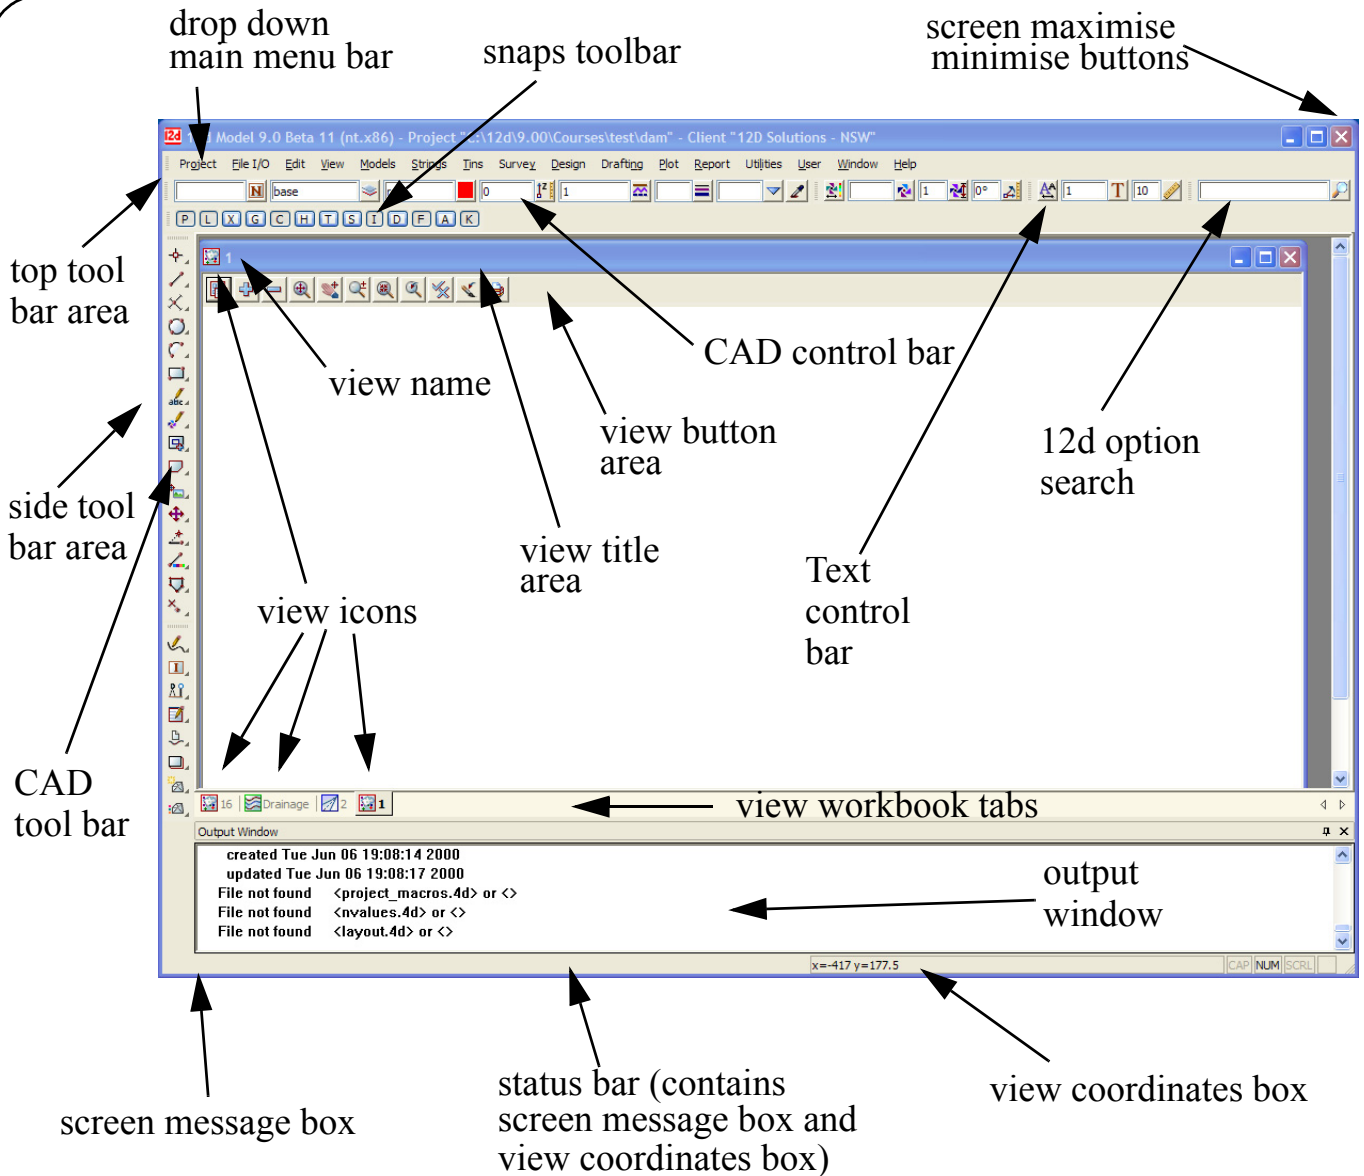 drop down
main menu bar
snaps toolbar
screen maximise
minimise buttons
Model 9.0 Beta 11 (nt.x86) - Project "C:\12d\9.00\Courses\test\dam" - Client "12D Solutions - NSW"
Project File I/O Edit View Models Strings Tins Survey Design Drafting Plot Report Utilities User Window Help
N base 0 1 1 0° 1 T 10
P L X G C H T S I D F A K
top tool
bar area
1
CAD control bar
view name
view button
area
12d option
search
side tool
bar area
view title
area
Text
control
bar
view icons
CAD
tool bar
16 Drainage 2 1
view workbook tabs
Output Window
created Tue Jun 06 19:08:14 2000
updated Tue Jun 06 19:08:17 2000
File not found <project_macros.4d> or <>
File not found <nvalues.4d> or <>
File not found <layout.4d> or <>
output
window
x=-417 y=177.5
CAP NUM SCRL
screen message box
status bar (contains
screen message box and
view coordinates box)
view coordinates box